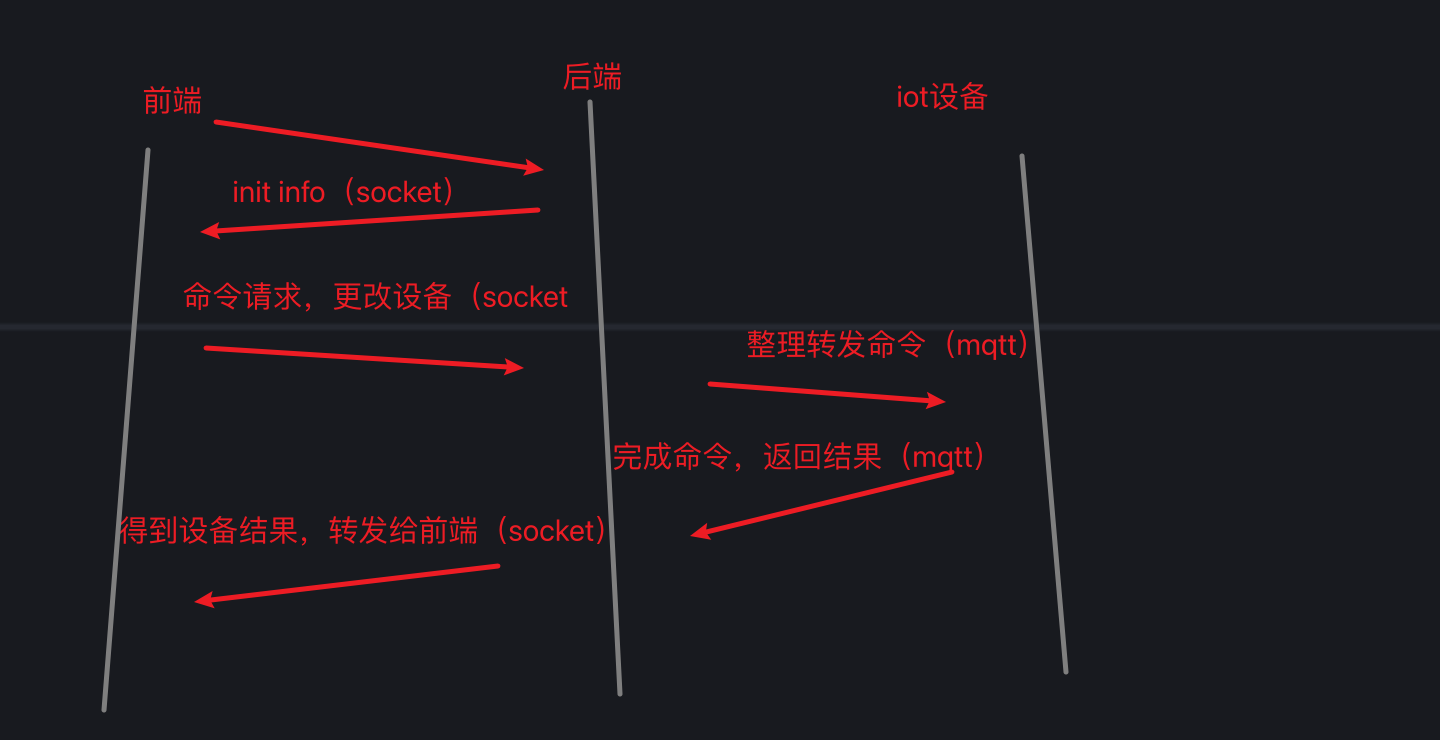 前端
后端
iot设备
init info（socket）
命令请求，更改设备（socket
整理转发命令（mqtt）
完成命令，返回结果（mqtt）
得到设备结果，转发给前端（socket）